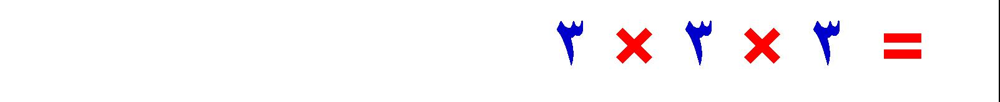 ٣ × ٣ × ٣ =